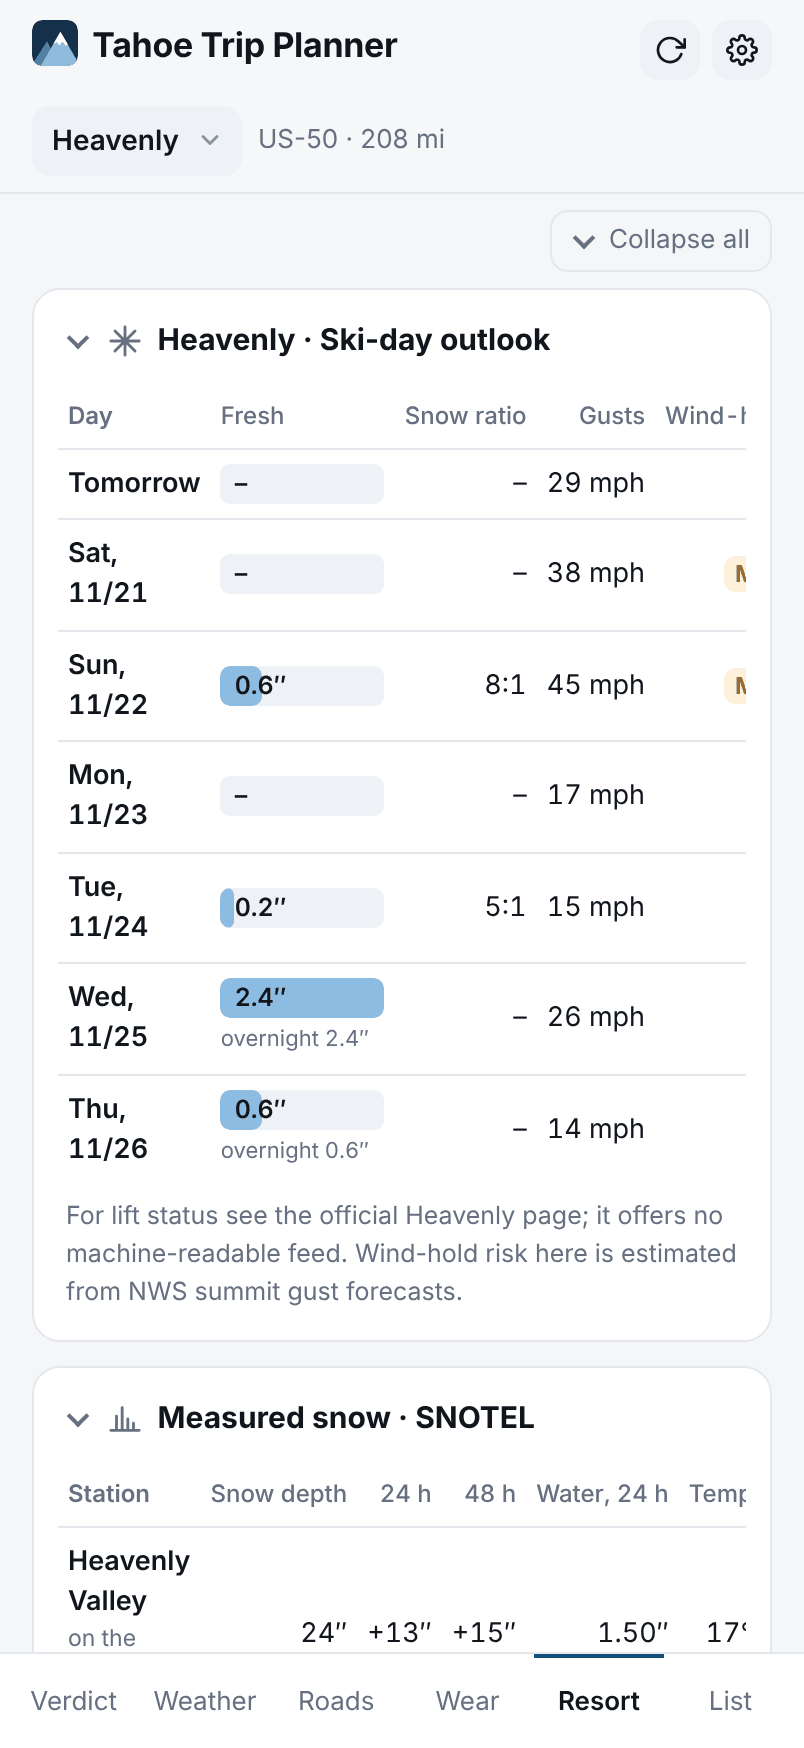 Tahoe Trip Planner
Heavenly
US-50 · 208 mi
Collapse all
Heavenly · Ski-day outlook
Day Fresh Snow ratio Gusts Wind-h
Tomorrow – – 29 mph
Sat,
11/21
– – 38 mph
Sun,
11/22
0.6″ 8:1 45 mph
Mon,
11/23
– – 17 mph
Tue,
11/24
0.2″ 5:1 15 mph
Wed,
11/25
2.4″
overnight 2.4″
– 26 mph
Thu,
11/26
0.6″
overnight 0.6″
– 14 mph
For lift status see the official Heavenly page; it offers no
machine-readable feed. Wind-hold risk here is estimated
from NWS summit gust forecasts.
Measured snow · SNOTEL
Station Snow depth 24 h 48 h Water, 24 h Temp
Heavenly
Valley
on the
24″ +13″ +15″ 1.50″ 17°
Verdict Weather Roads Wear Resort List